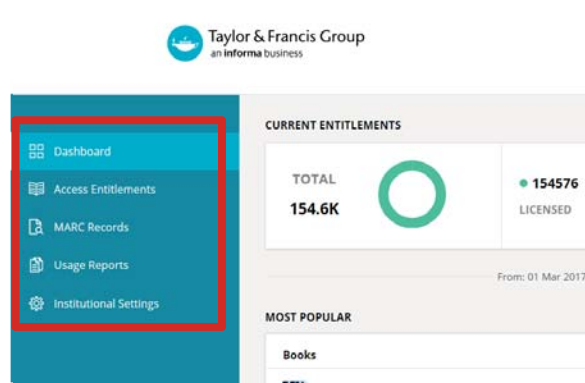 Taylor & Francis Group
an informa business
Dashboard
Access Entitlements
MARC Records
Usage Reports
Institutional Settings
CURRENT ENTITLEMENTS
TOTAL
154.6K
154576
LICENSED
From: 01 Mar 2017
MOST POPULAR
Books